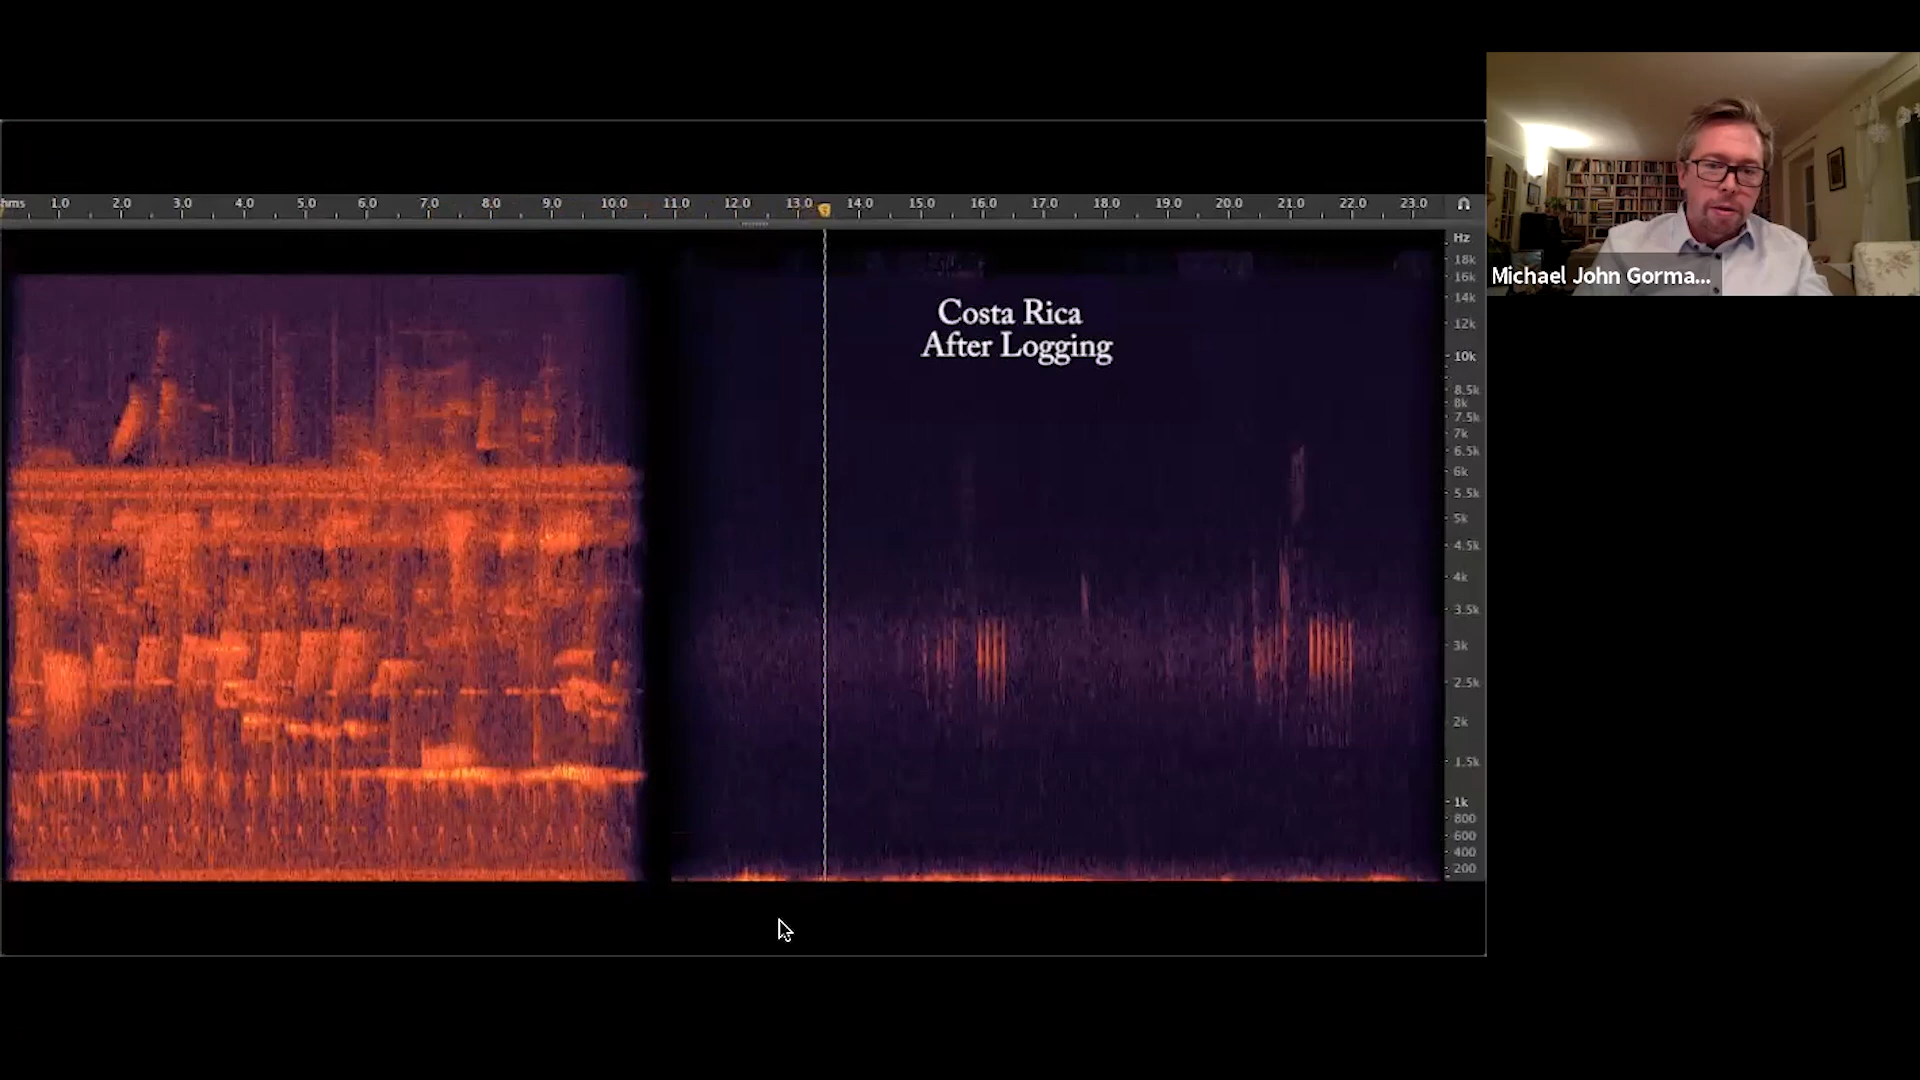 hms 1.0 2.0 3.0 4.0 5.0 6.0 7.0 8.0 9.0 10.0 11.0 12.0 13.0 14.0 15.0 16.0 17.0 18.0 19.0 20.0 21.0 22.0 23.0
Hz
18k
16k
14k
12k
10k
8.5k
8k
7.5k
7k
6.5k
6k
5.5k
5k
4.5k
4k
3.5k
3k
2.5k
2k
1.5k
1k
800
600
400
200
Costa Rica
After Logging
Michael John Gorma...